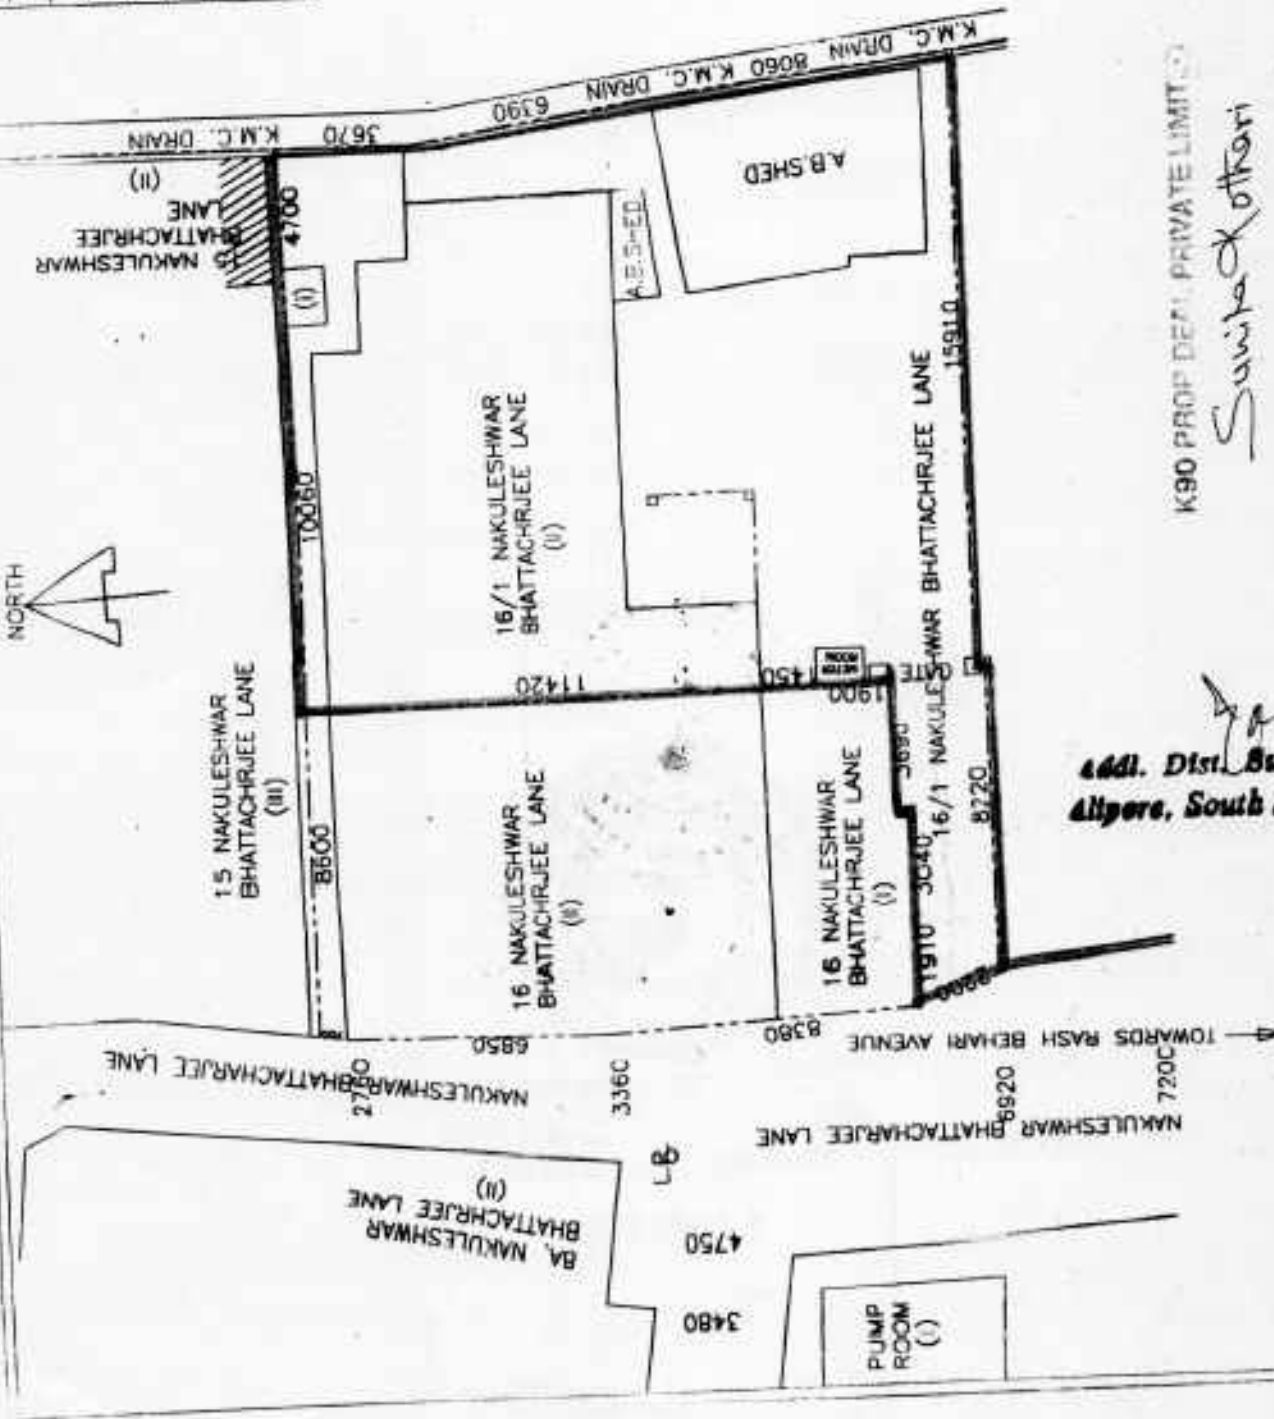 NORTH
K.M.C. DRAIN
3670
6390
K.M.C. DRAIN
8060
K.M.C. DRAIN
K.M.C. DRAIN
15 NAKULESHWAR
BHATTACHRJEE
LANE
(II)
4700
(I)
A.B.SHED
A.B.SHED
10060
16/1 NAKULESHWAR
BHATTACHRJEE LANE
(II)
15910
15 NAKULESHWAR
BHATTACHRJEE LANE
(III)
8600
11420
1450
1900
GATE
16 NAKULESHWAR
BHATTACHRJEE LANE
(II)
16 NAKULESHWAR
BHATTACHRJEE LANE
(I)
3690
3040
1910
16/1 NAKULESHWAR BHATTACHRJEE LANE
8720
6850
8380
TOWARDS RASH BEHARI AVENUE
NAKULESHWAR BHATTACHARJEE LANE
3360
6920
7200
NAKULESHWAR BHATTACHARJEE LANE
L.P.
8A, NAKULESHWAR
BHATTACHRJEE LANE
(II)
4750
3480
PUMP
ROOM
(I)
K90 PROP DEAL PRIVATE LIMITED
Sunita Kothari
Addl. Dist. Su
Alipore, South